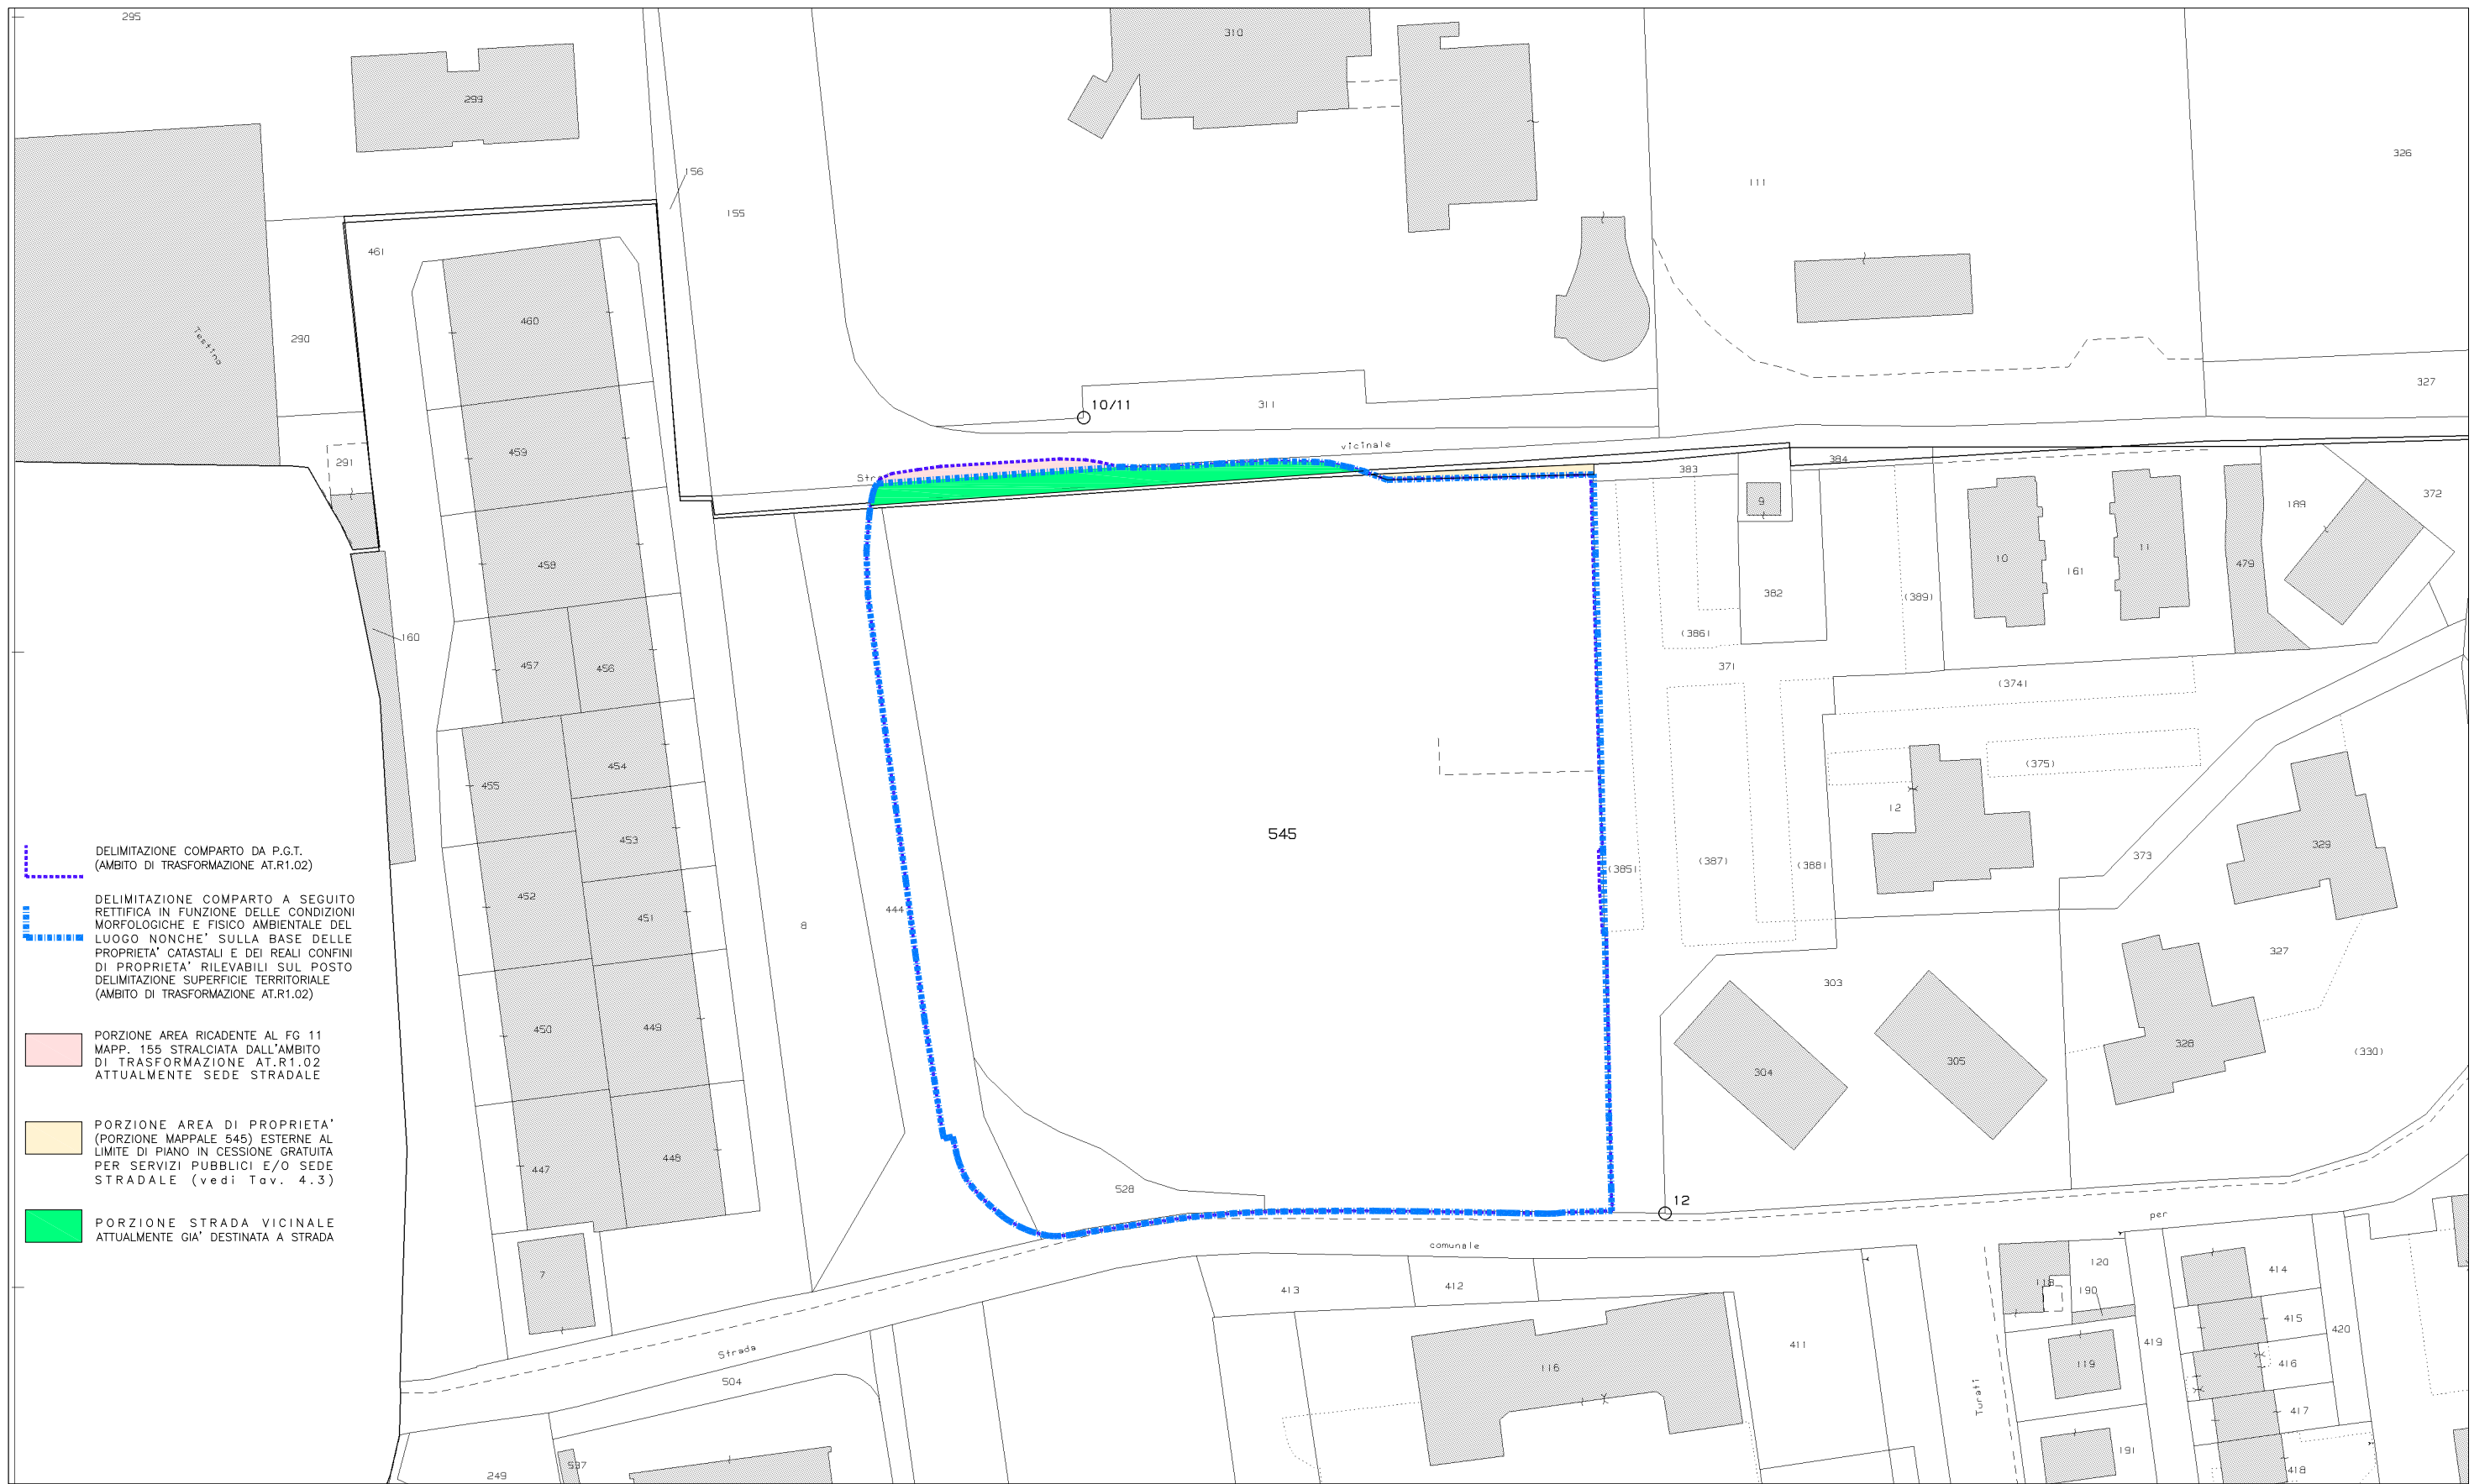 295
310
293
326
156
111
155
461
460
290
Testina
327
10/11
311
vicinale
459
291
383
384
9
189
372
458
10
11
161
479
382
(389)
160
(386)
457
456
371
(374)
455
454
(375)
12
453
545
329
373
(385)
(387)
(388)
452
451
444
8
327
303
450
449
304
305
328
(330)
447
448
528
12
per
comunale
7
118
120
190
414
413
412
415
420
411
419
Strada
116
119
416
504
Turati
417
191
249
537
418
DELIMITAZIONE COMPARTO DA P.G.T.
(AMBITO DI TRASFORMAZIONE AT.R1.02)
DELIMITAZIONE COMPARTO A SEGUITO
RETTIFICA IN FUNZIONE DELLE CONDIZIONI
MORFOLOGICHE E FISICO AMBIENTALE DEL
LUOGO NONCHE' SULLA BASE DELLE
PROPRIETA' CATASTALI E DEI REALI CONFINI
DI PROPRIETA' RILEVABILI SUL POSTO
DELIMITAZIONE SUPERFICIE TERRITORIALE
(AMBITO DI TRASFORMAZIONE AT.R1.02)
PORZIONE AREA RICADENTE AL FG 11
MAPP. 155 STRALCIATA DALL'AMBITO
DI TRASFORMAZIONE AT.R1.02
ATTUALMENTE SEDE STRADALE
PORZIONE AREA DI PROPRIETA'
(PORZIONE MAPPALE 545) ESTERNE AL
LIMITE DI PIANO IN CESSIONE GRATUITA
PER SERVIZI PUBBLICI E/O SEDE
STRADALE (vedi Tav. 4.3)
PORZIONE STRADA VICINALE
ATTUALMENTE GIA' DESTINATA A STRADA